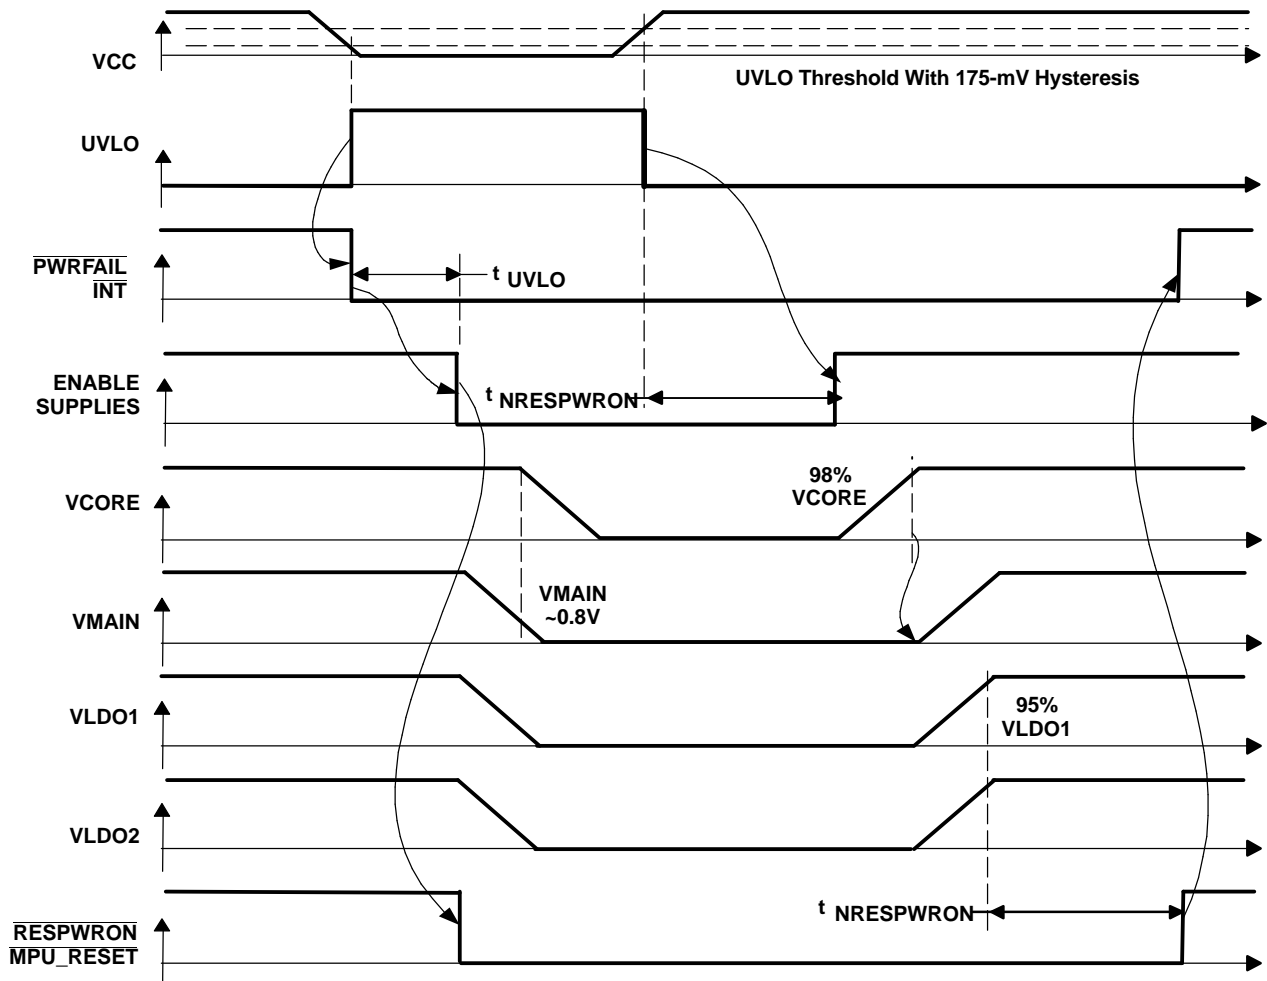 VCC
UVLO Threshold With 175-mV Hysteresis
UVLO
PWRFAIL
INT
t UVLO
ENABLE
SUPPLIES
t NRESPWRON
VCORE
98%
VCORE
VMAIN
VMAIN
~0.8V
VLDO1
95%
VLDO1
VLDO2
t NRESPWRON
RESPWRON
MPU_RESET